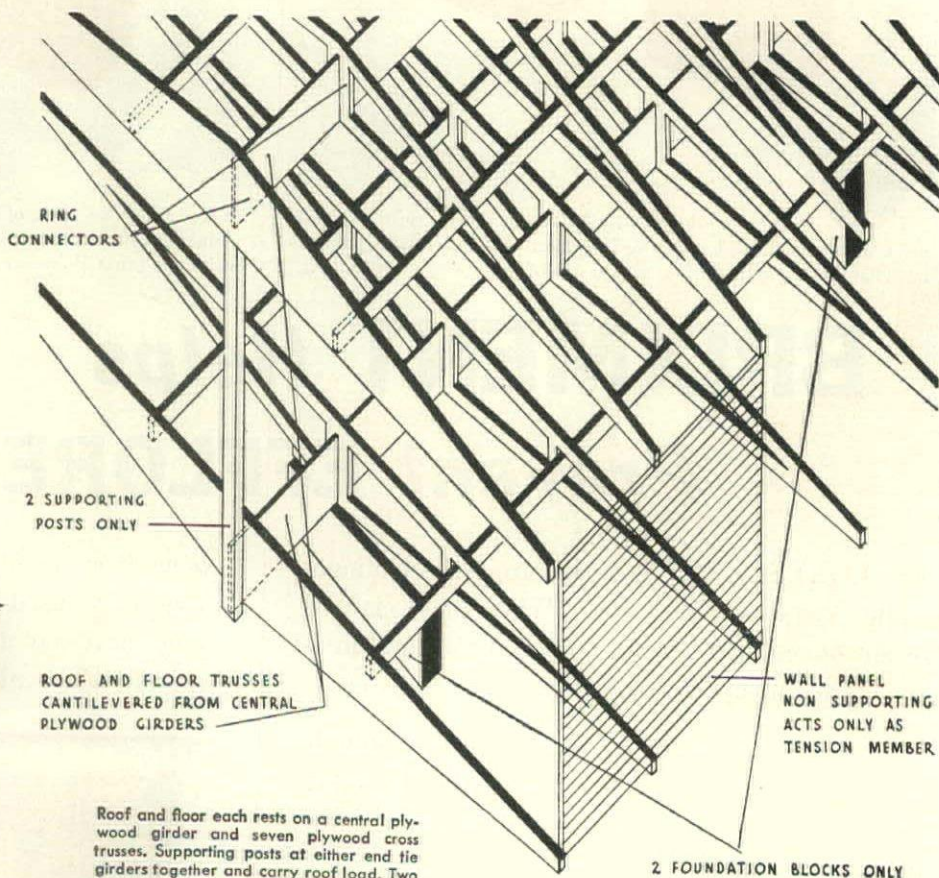 RING
CONNECTORS
2 SUPPORTING
POSTS ONLY
ROOF AND FLOOR TRUSSES
CANTILEVERED FROM CENTRAL
PLYWOOD GIRDERS
WALL PANEL
NON SUPPORTING
ACTS ONLY AS
TENSION MEMBER
2 FOUNDATION BLOCKS ONLY
Roof and floor each rests on a central ply-
wood girder and seven plywood cross
trusses. Supporting posts at either end tie
girders together and carry roof load. Two